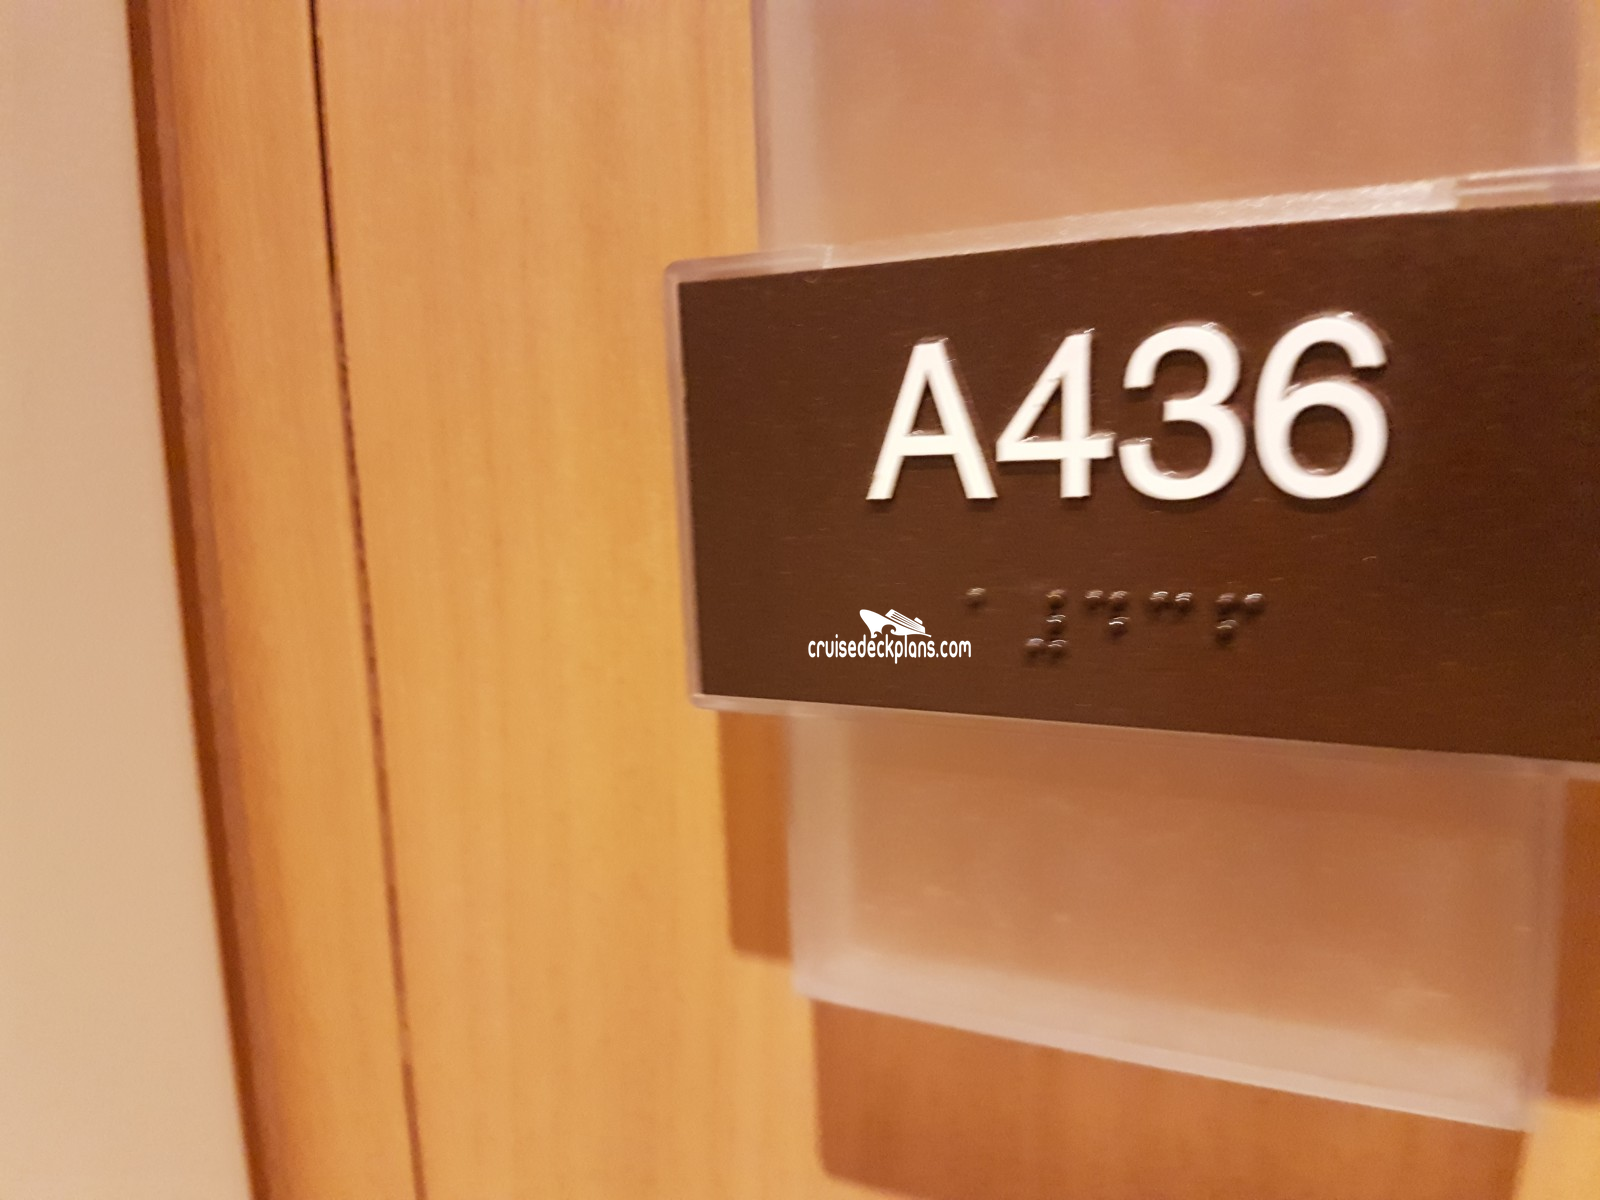 A436
⠁⠼⠙⠉⠋
cruisedeckplans.com